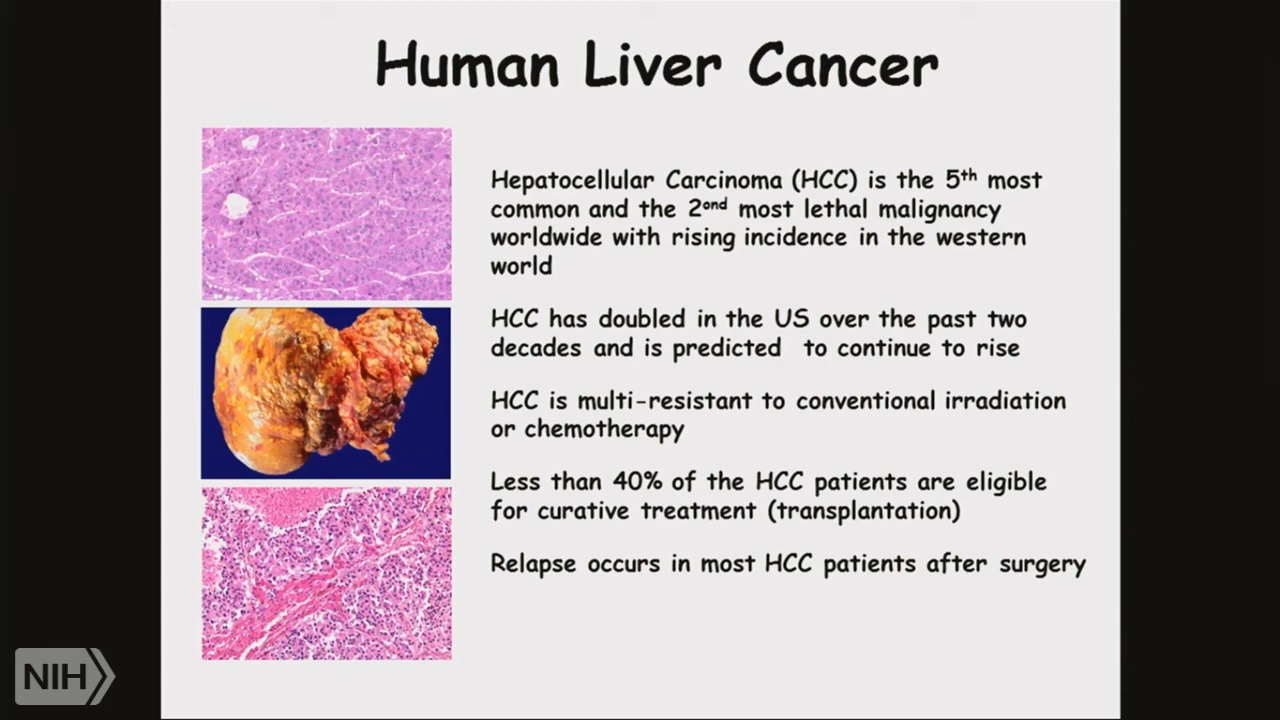 Human Liver Cancer
Hepatocellular Carcinoma (HCC) is the 5th most
common and the 2ond most lethal malignancy
worldwide with rising incidence in the western
world
HCC has doubled in the US over the past two
decades and is predicted  to continue to rise
HCC is multi-resistant to conventional irradiation
or chemotherapy
Less than 40% of the HCC patients are eligible
for curative treatment (transplantation)
Relapse occurs in most HCC patients after surgery
NIH